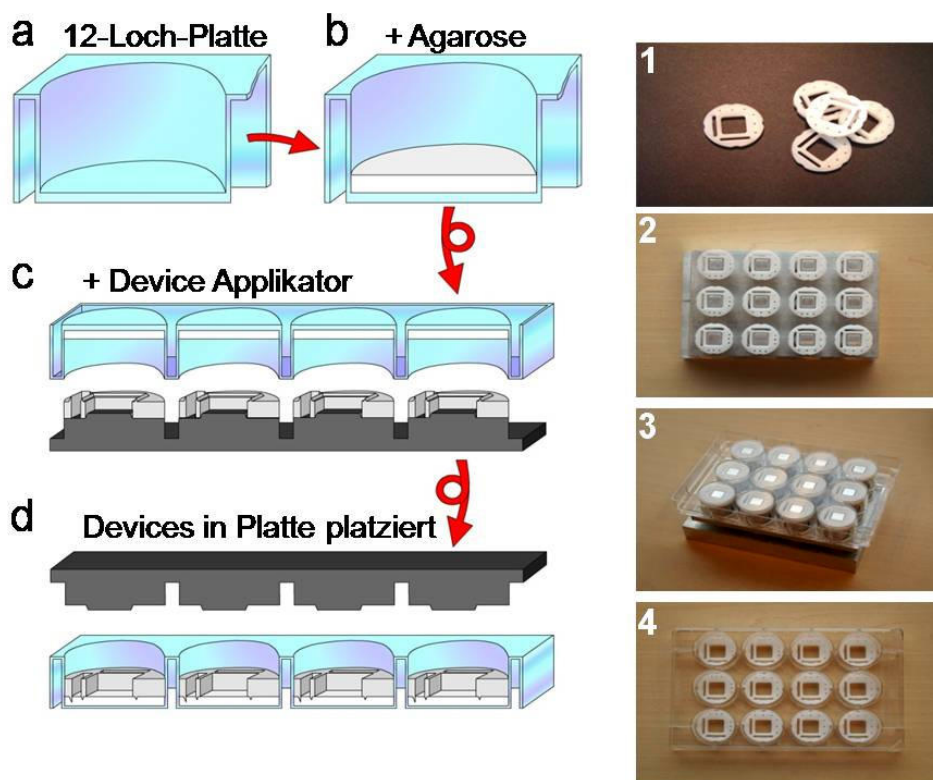 a 12-Loch-Platte
b + Agarose
c + Device Applikator
d Devices in Platte platziert
1
2
3
4